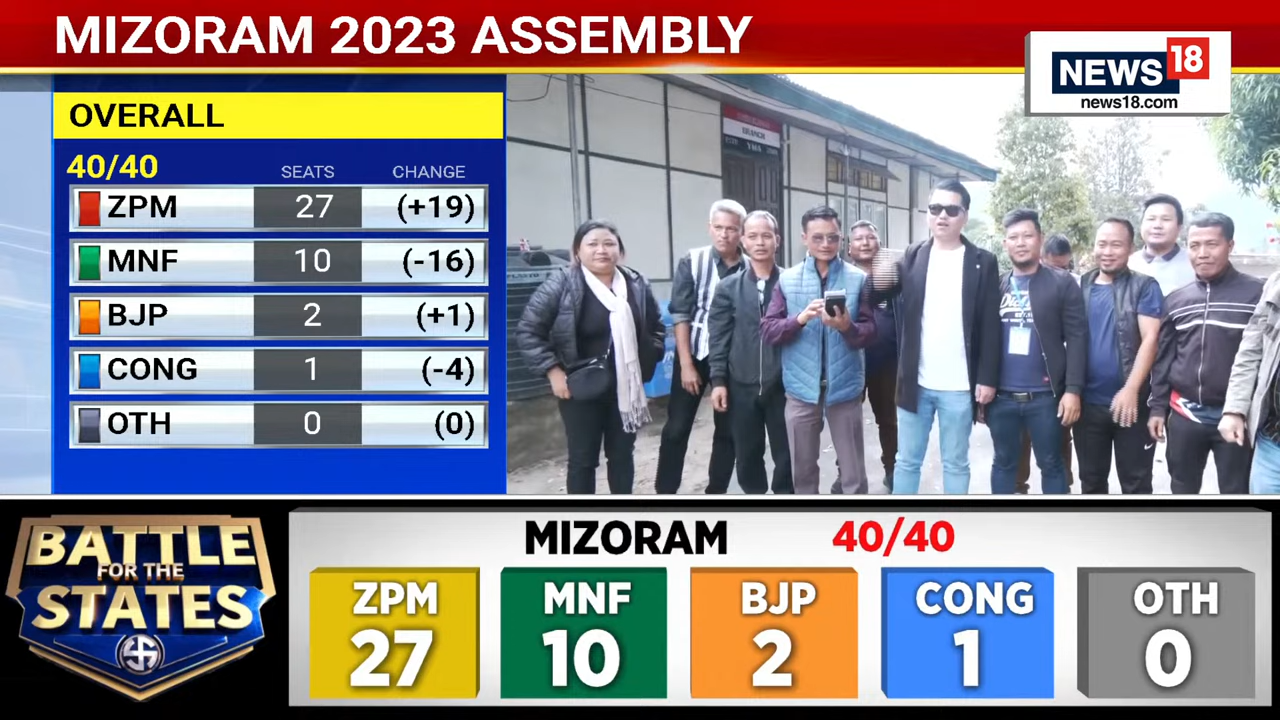 MIZORAM 2023 ASSEMBLY
NEWS 18
news18.com
OVERALL
40/40 SEATS CHANGE
ZPM 27 (+19)
MNF 10 (-16)
BJP 2 (+1)
CONG 1 (-4)
OTH 0 (0)
BATTLE
FOR THE
STATES
MIZORAM 40/40
ZPM MNF BJP CONG OTH
27 10 2 1 0